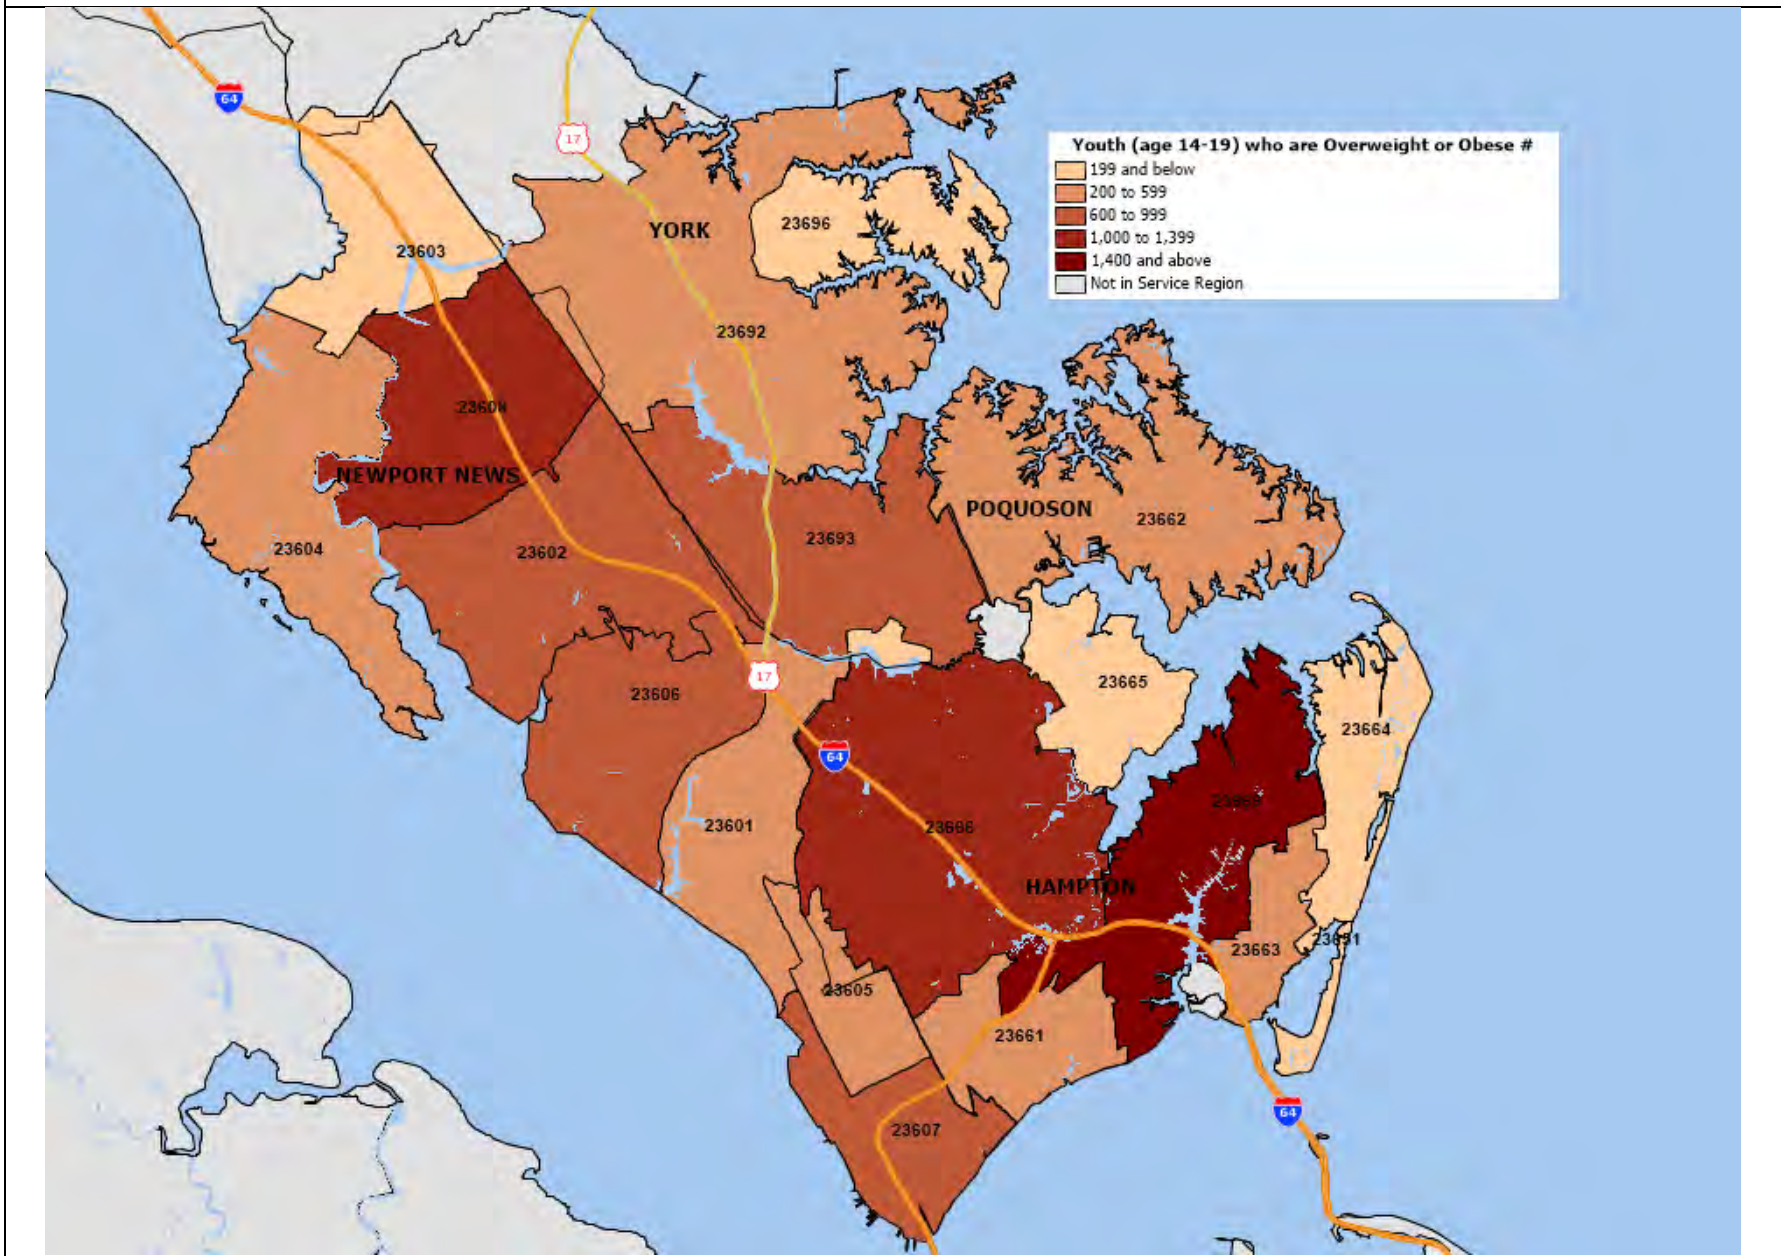 64
17
Youth (age 14-19) who are Overweight or Obese #
199 and below
200 to 599
600 to 999
1,000 to 1,399
1,400 and above
Not in Service Region
23696
YORK
23603
23692
23608
NEWPORT NEWS
POQUOSON
23662
23693
23602
23604
17
23665
23606
23664
64
23601
23666
HAMPTON
23663
23605
23661
64
23607